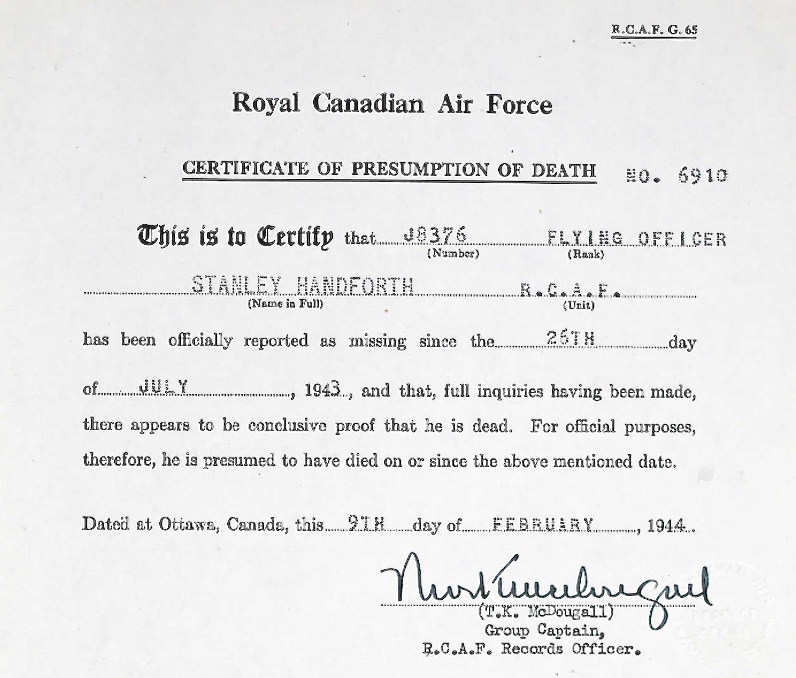 R.C.A.F. G. 65
Royal Canadian Air Force
CERTIFICATE OF PRESUMPTION OF DEATH NO. 6910
This is to Certify that J8376 FLYING OFFICER
(Number) (Rank)
STANLEY HANDFORTH R.C.A.F.
(Name in Full) (Unit)
has been officially reported as missing since the 26TH day
of JULY, 1943, and that, full inquiries having been made,
there appears to be conclusive proof that he is dead. For official purposes,
therefore, he is presumed to have died on or since the above mentioned date.
Dated at Ottawa, Canada, this 9TH day of FEBRUARY, 1944.
(T.K. McDougall)
Group Captain,
R.C.A.F. Records Officer.